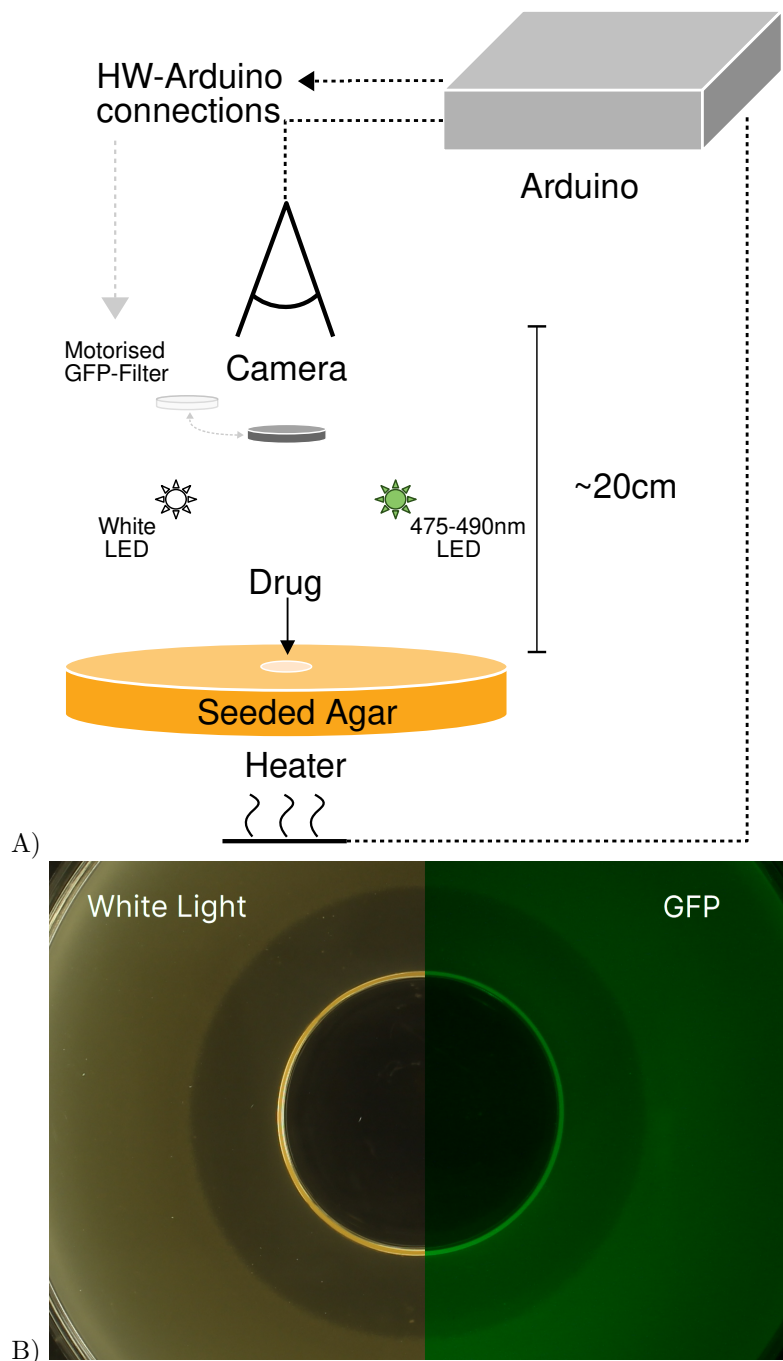 HW-Arduino
connections
Arduino
Motorised
GFP-Filter
Camera
~20cm
White
LED
475-490nm
LED
Drug
Seeded Agar
Heater
A)
White Light
GFP
B)